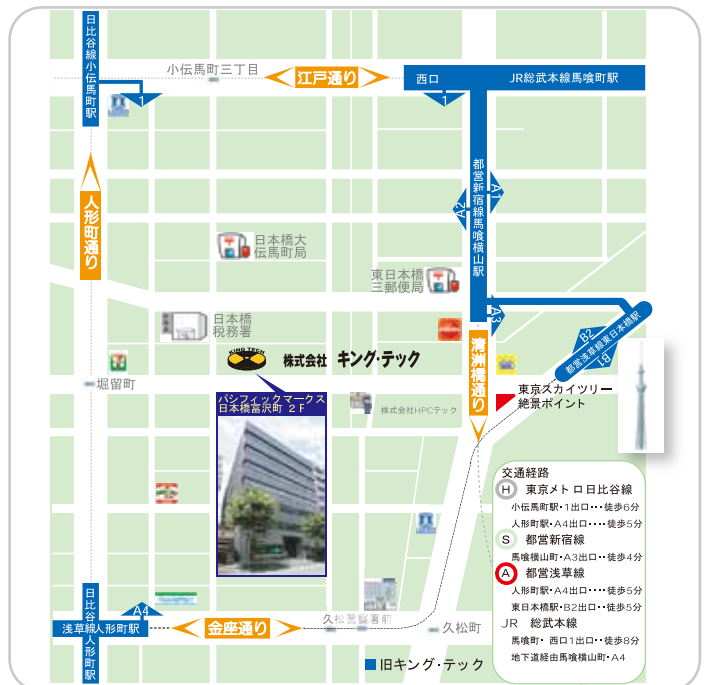 日比谷線小伝馬町駅
小伝馬町三丁目
江戸通り
西口
JR総武本線馬喰町駅
1
1
都営新宿線馬喰横山駅
A1
A2
人形町通り
日本橋大
伝馬町局
東日本橋
三郵便局
A3
日本橋
税務署
KING TECH
株式会社 キング・テック
清洲橋通り
B2
都営浅草線東日本橋駅
B1
堀留町
東京スカイツリー
絶景ポイント
パシフィックマークス
日本橋富沢町 2F
株式会社HPCテック
交通経路
H 東京メトロ日比谷線
小伝馬町駅・1出口・・・徒歩6分
人形町駅・A4出口・・・・徒歩5分
S 都営新宿線
馬喰横山町・A3出口・・徒歩4分
A 都営浅草線
人形町駅・A4出口・・・・徒歩5分
東日本橋駅・B2出口・・徒歩5分
JR 総武本線
馬喰町・ 西口1出口・・徒歩8分
地下道経由馬喰横山町・A4
日比谷線人形町駅
A4
浅草線人形町駅
金座通り
久松警察署前
久松町
旧キング・テック